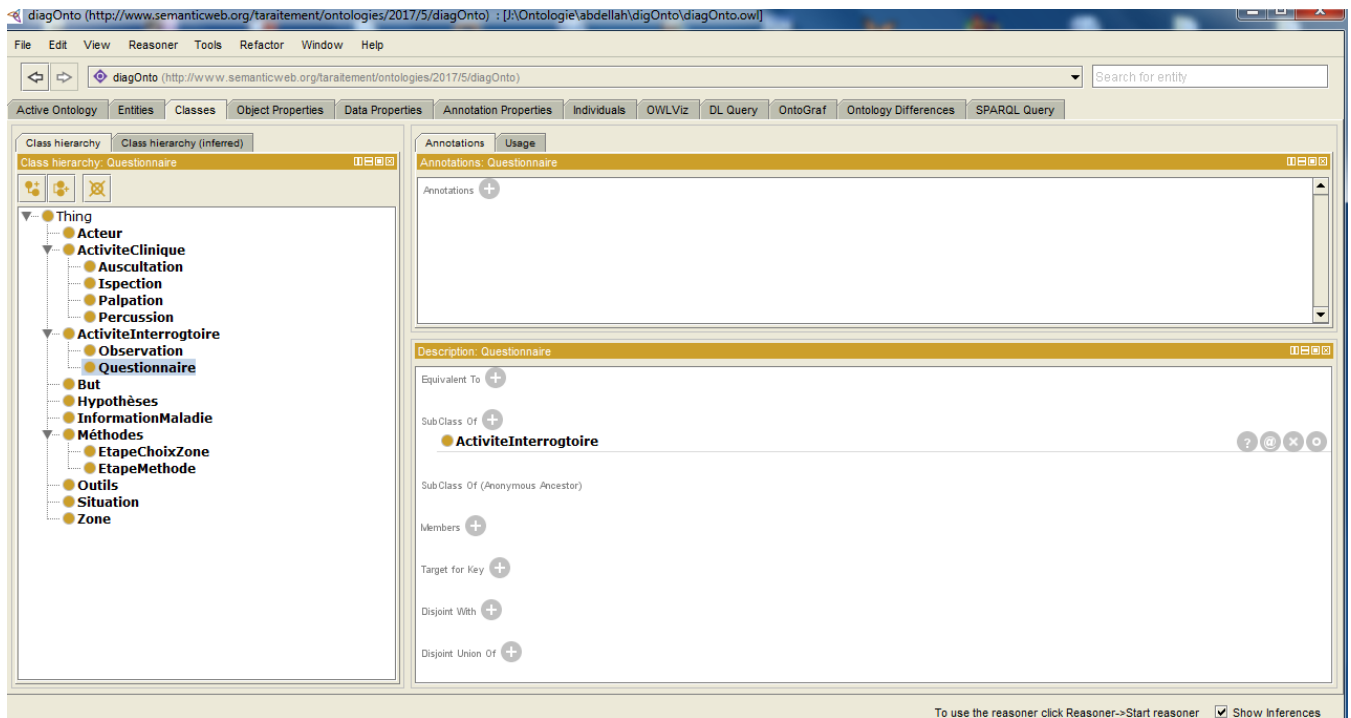 diagOnto (http://www.semanticweb.org/taraitement/ontologies/2017/5/diagOnto) : [J:\Ontologie\abdellah\digOnto\diagOnto.owl]
File Edit View Reasoner Tools Refactor Window Help
diagOnto (http://www.semanticweb.org/taraitement/ontologies/2017/5/diagOnto)
Search for entity
Active Ontology Entities Classes Object Properties Data Properties Annotation Properties Individuals OWLViz DL Query OntoGraf Ontology Differences SPARQL Query
Class hierarchy Class hierarchy (inferred)
Class hierarchy: Questionnaire
Thing
Acteur
ActiviteClinique
Auscultation
Ispection
Palpation
Percussion
ActiviteInterrogtoire
Observation
Questionnaire
But
Hypothèses
InformationMaladie
Méthodes
EtapeChoixZone
EtapeMethode
Outils
Situation
Zone
Annotations Usage
Annotations: Questionnaire
Annotations
Description: Questionnaire
Equivalent To
SubClass Of
ActiviteInterrogtoire
SubClass Of (Anonymous Ancestor)
Members
Target for Key
Disjoint With
Disjoint Union Of
To use the reasoner click Reasoner->Start reasoner Show Inferences